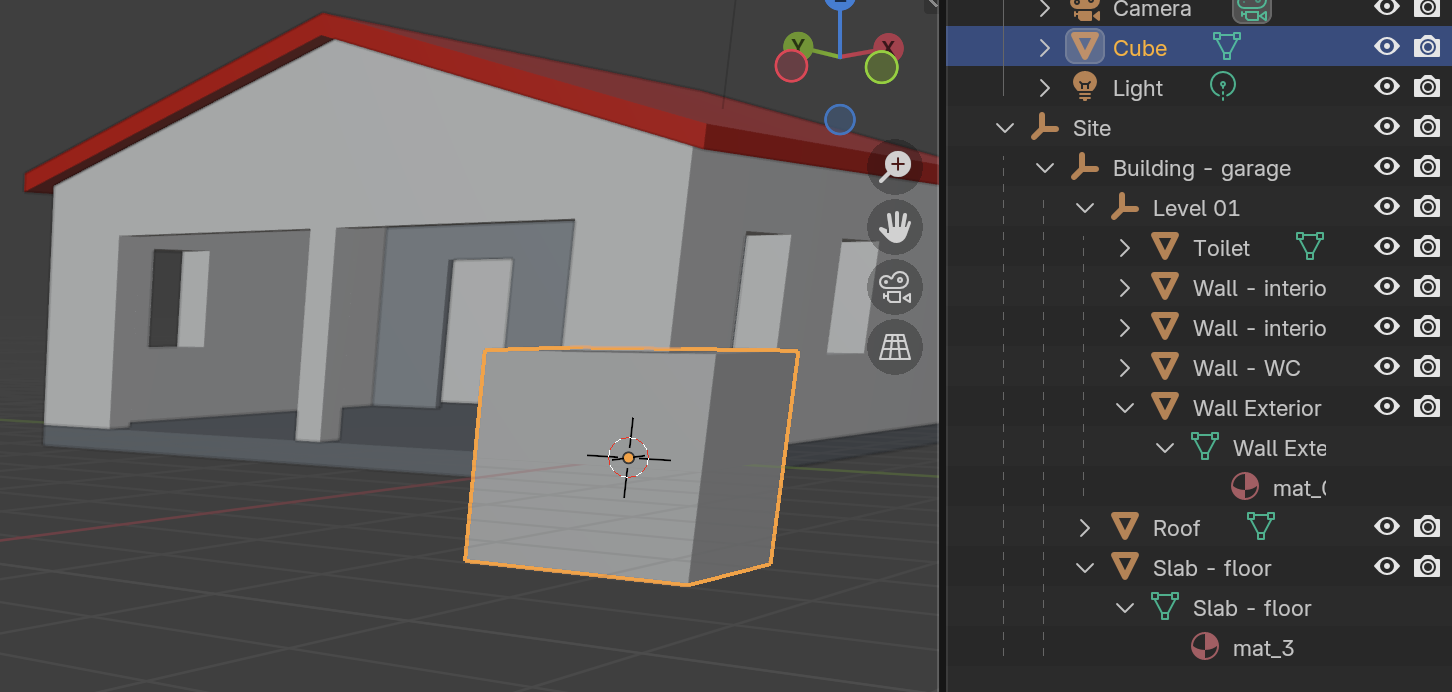 Camera
Cube
Light
Site
Building - garage
Level 01
Toilet
Wall - interio
Wall - interio
Wall - WC
Wall Exterior
Wall Exte
mat_
Roof
Slab - floor
Slab - floor
mat_3
Y
X